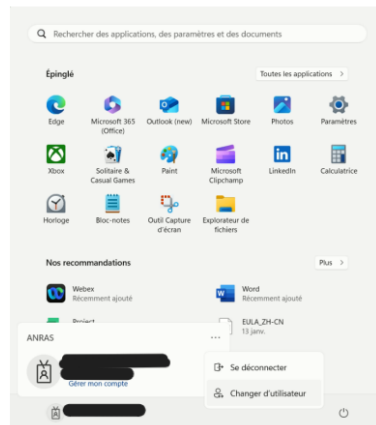 Rechercher des applications, des paramètres et des documents
Épinglé
Toutes les applications
Edge
Microsoft 365 (Office)
Outlook (new)
Microsoft Store
Photos
Paramètres
Xbox
Solitaire & Casual Games
Paint
Microsoft Clipchamp
LinkedIn
Calculatrice
Horloge
Bloc-notes
Outil Capture d'écran
Explorateur de fichiers
Nos recommandations
Plus
Webex
Récemment ajouté
Word
Récemment ajouté
Project
EULA_ZH-CN
13 janv.
ANRAS
Gérer mon compte
Se déconnecter
Changer d'utilisateur